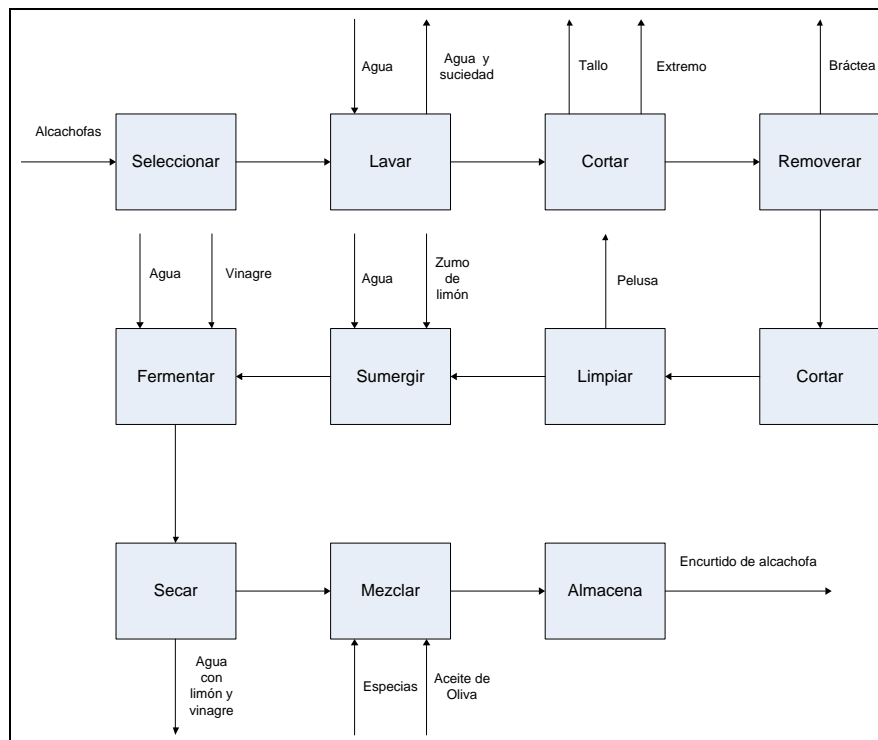 Agua
Agua y
suciedad
Tallo
Extremo
Bráctea
Alcachofas
Seleccionar
Lavar
Cortar
Removerar
Agua
Vinagre
Agua
Zumo
de
limón
Pelusa
Fermentar
Sumergir
Limpiar
Cortar
Secar
Mezclar
Almacena
Encurtido de alcachofa
Agua
con
limón y
vinagre
Especias
Aceite de
Oliva